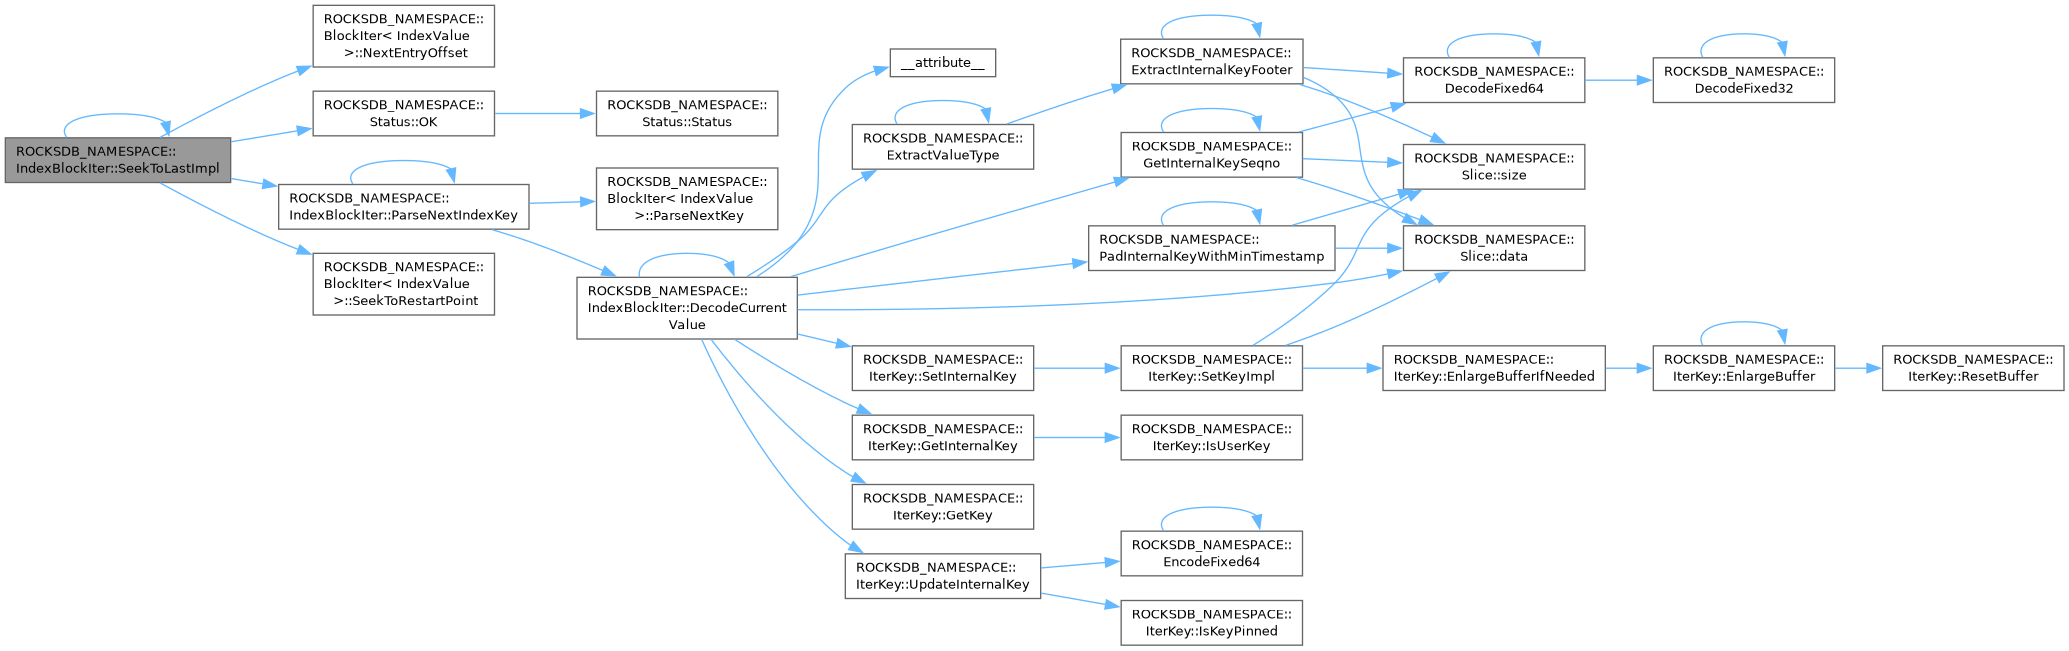 ROCKSDB_NAMESPACE::
IndexBlockIter::SeekToLastImpl
ROCKSDB_NAMESPACE::
BlockIter< IndexValue
>::NextEntryOffset
ROCKSDB_NAMESPACE::
Status::OK
ROCKSDB_NAMESPACE::
IndexBlockIter::ParseNextIndexKey
ROCKSDB_NAMESPACE::
BlockIter< IndexValue
>::SeekToRestartPoint
ROCKSDB_NAMESPACE::
Status::Status
ROCKSDB_NAMESPACE::
BlockIter< IndexValue
>::ParseNextKey
ROCKSDB_NAMESPACE::
IndexBlockIter::DecodeCurrent
Value
__attribute__
ROCKSDB_NAMESPACE::
ExtractValueType
ROCKSDB_NAMESPACE::
IterKey::SetInternalKey
ROCKSDB_NAMESPACE::
IterKey::GetInternalKey
ROCKSDB_NAMESPACE::
IterKey::GetKey
ROCKSDB_NAMESPACE::
IterKey::UpdateInternalKey
ROCKSDB_NAMESPACE::
ExtractInternalKeyFooter
ROCKSDB_NAMESPACE::
GetInternalKeySeqno
ROCKSDB_NAMESPACE::
PadInternalKeyWithMinTimestamp
ROCKSDB_NAMESPACE::
IterKey::SetKeyImpl
ROCKSDB_NAMESPACE::
IterKey::IsUserKey
ROCKSDB_NAMESPACE::
EncodeFixed64
ROCKSDB_NAMESPACE::
IterKey::IsKeyPinned
ROCKSDB_NAMESPACE::
DecodeFixed64
ROCKSDB_NAMESPACE::
Slice::size
ROCKSDB_NAMESPACE::
Slice::data
ROCKSDB_NAMESPACE::
IterKey::EnlargeBufferIfNeeded
ROCKSDB_NAMESPACE::
DecodeFixed32
ROCKSDB_NAMESPACE::
IterKey::EnlargeBuffer
ROCKSDB_NAMESPACE::
IterKey::ResetBuffer